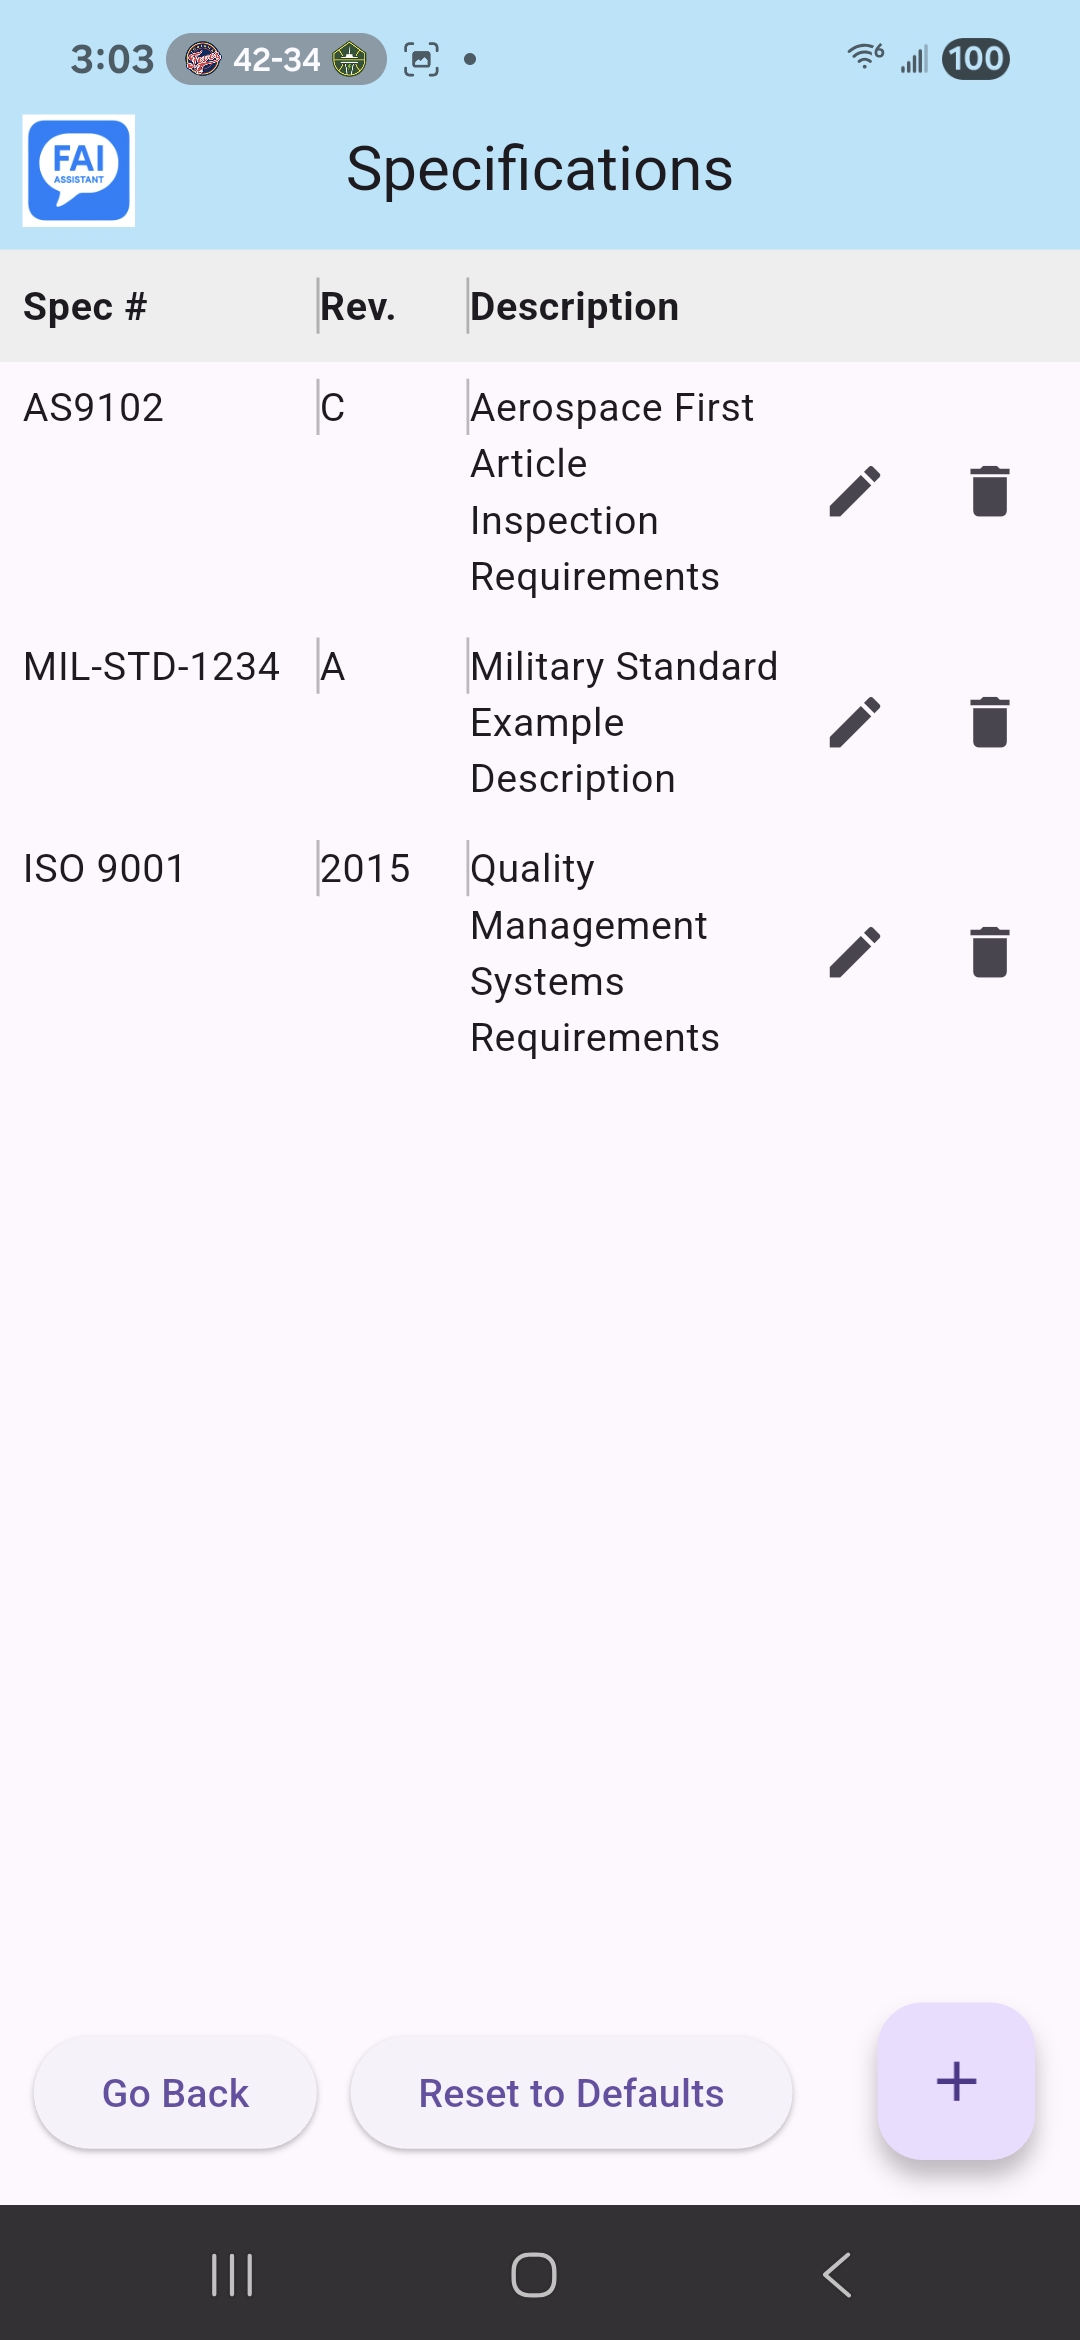 3:03 42-34 6 100
FAI
ASSISTANT
Specifications
Spec # Rev. Description
AS9102 C Aerospace First
Article
Inspection
Requirements
MIL-STD-1234 A Military Standard
Example
Description
ISO 9001 2015 Quality
Management
Systems
Requirements
Go Back Reset to Defaults +